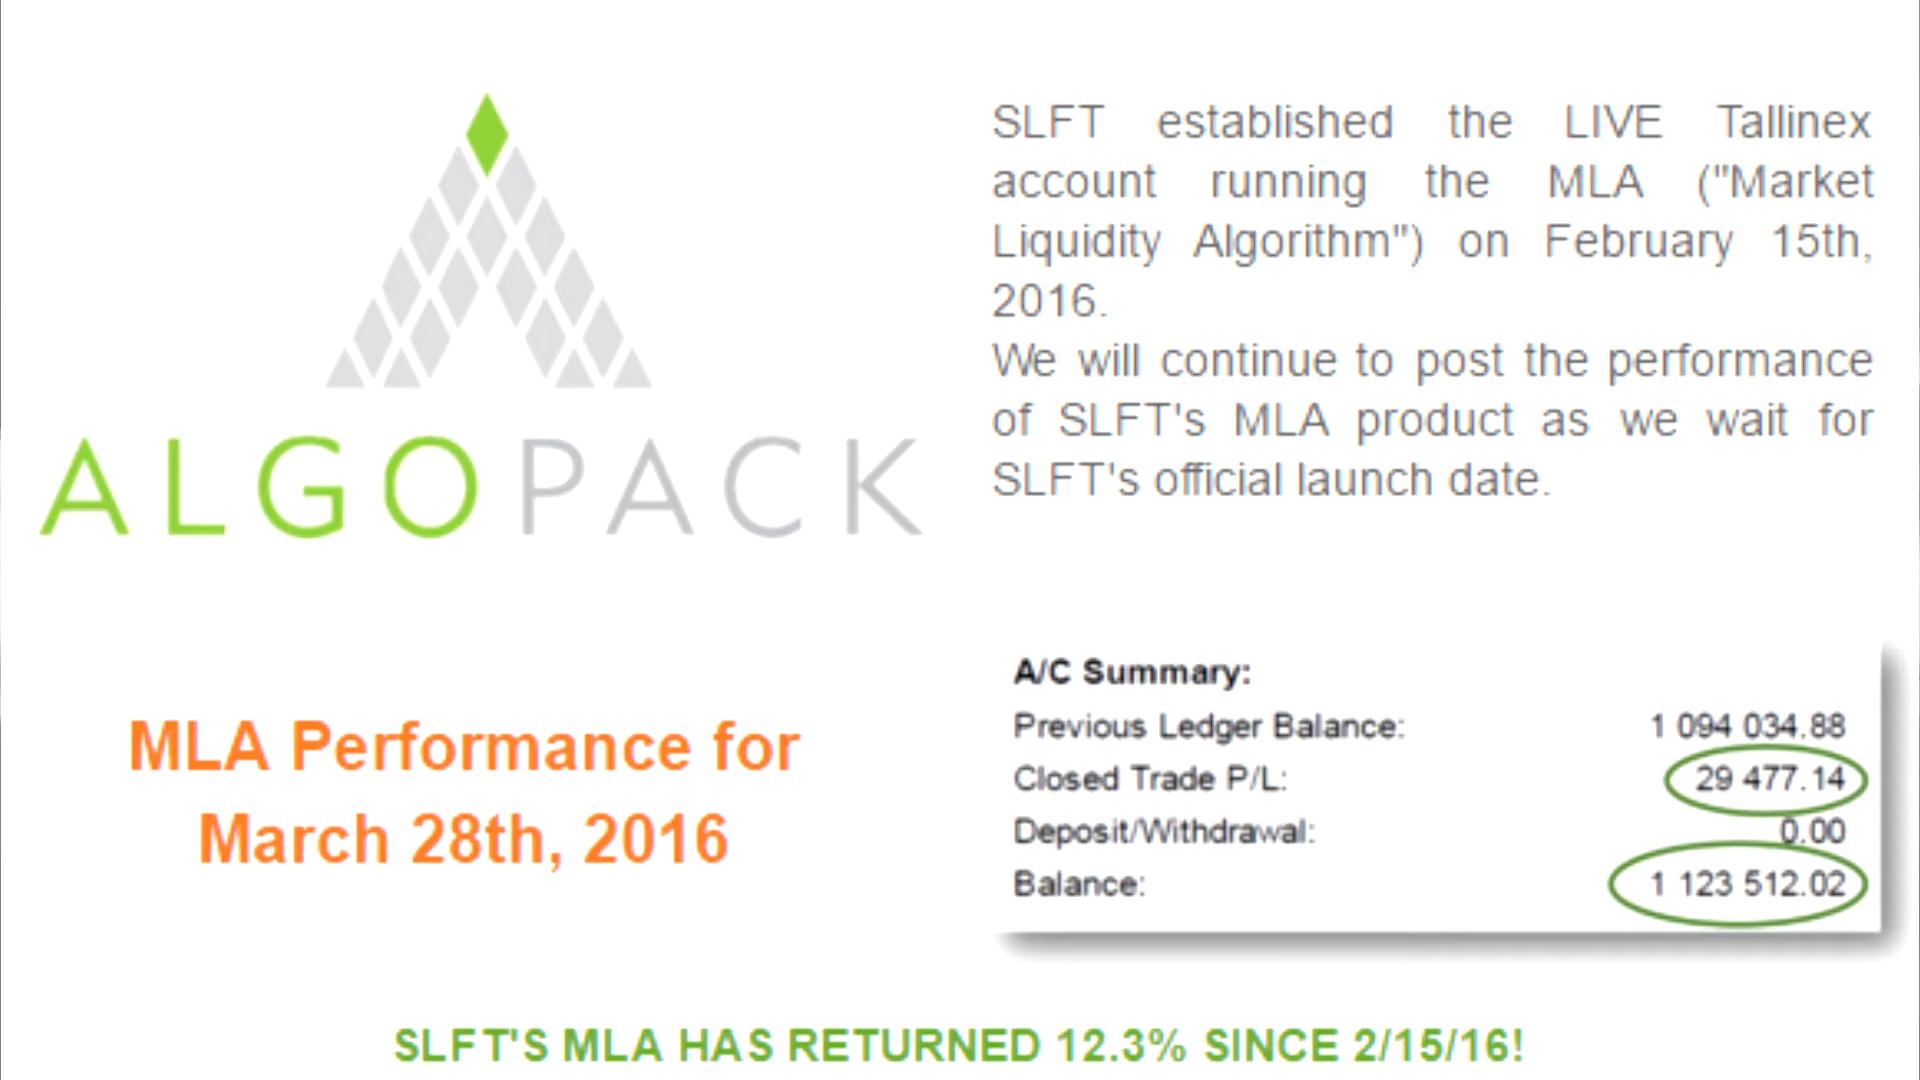 ALGOPACK
SLFT established the LIVE Tallinex
account running the MLA ("Market
Liquidity Algorithm") on February 15th,
2016.
We will continue to post the performance
of SLFT's MLA product as we wait for
SLFT's official launch date.
MLA Performance for
March 28th, 2016
A/C Summary:
Previous Ledger Balance: 1 094 034.88
Closed Trade P/L: 29 477.14
Deposit/Withdrawal: 0.00
Balance: 1 123 512.02
SLFT'S MLA HAS RETURNED 12.3% SINCE 2/15/16!